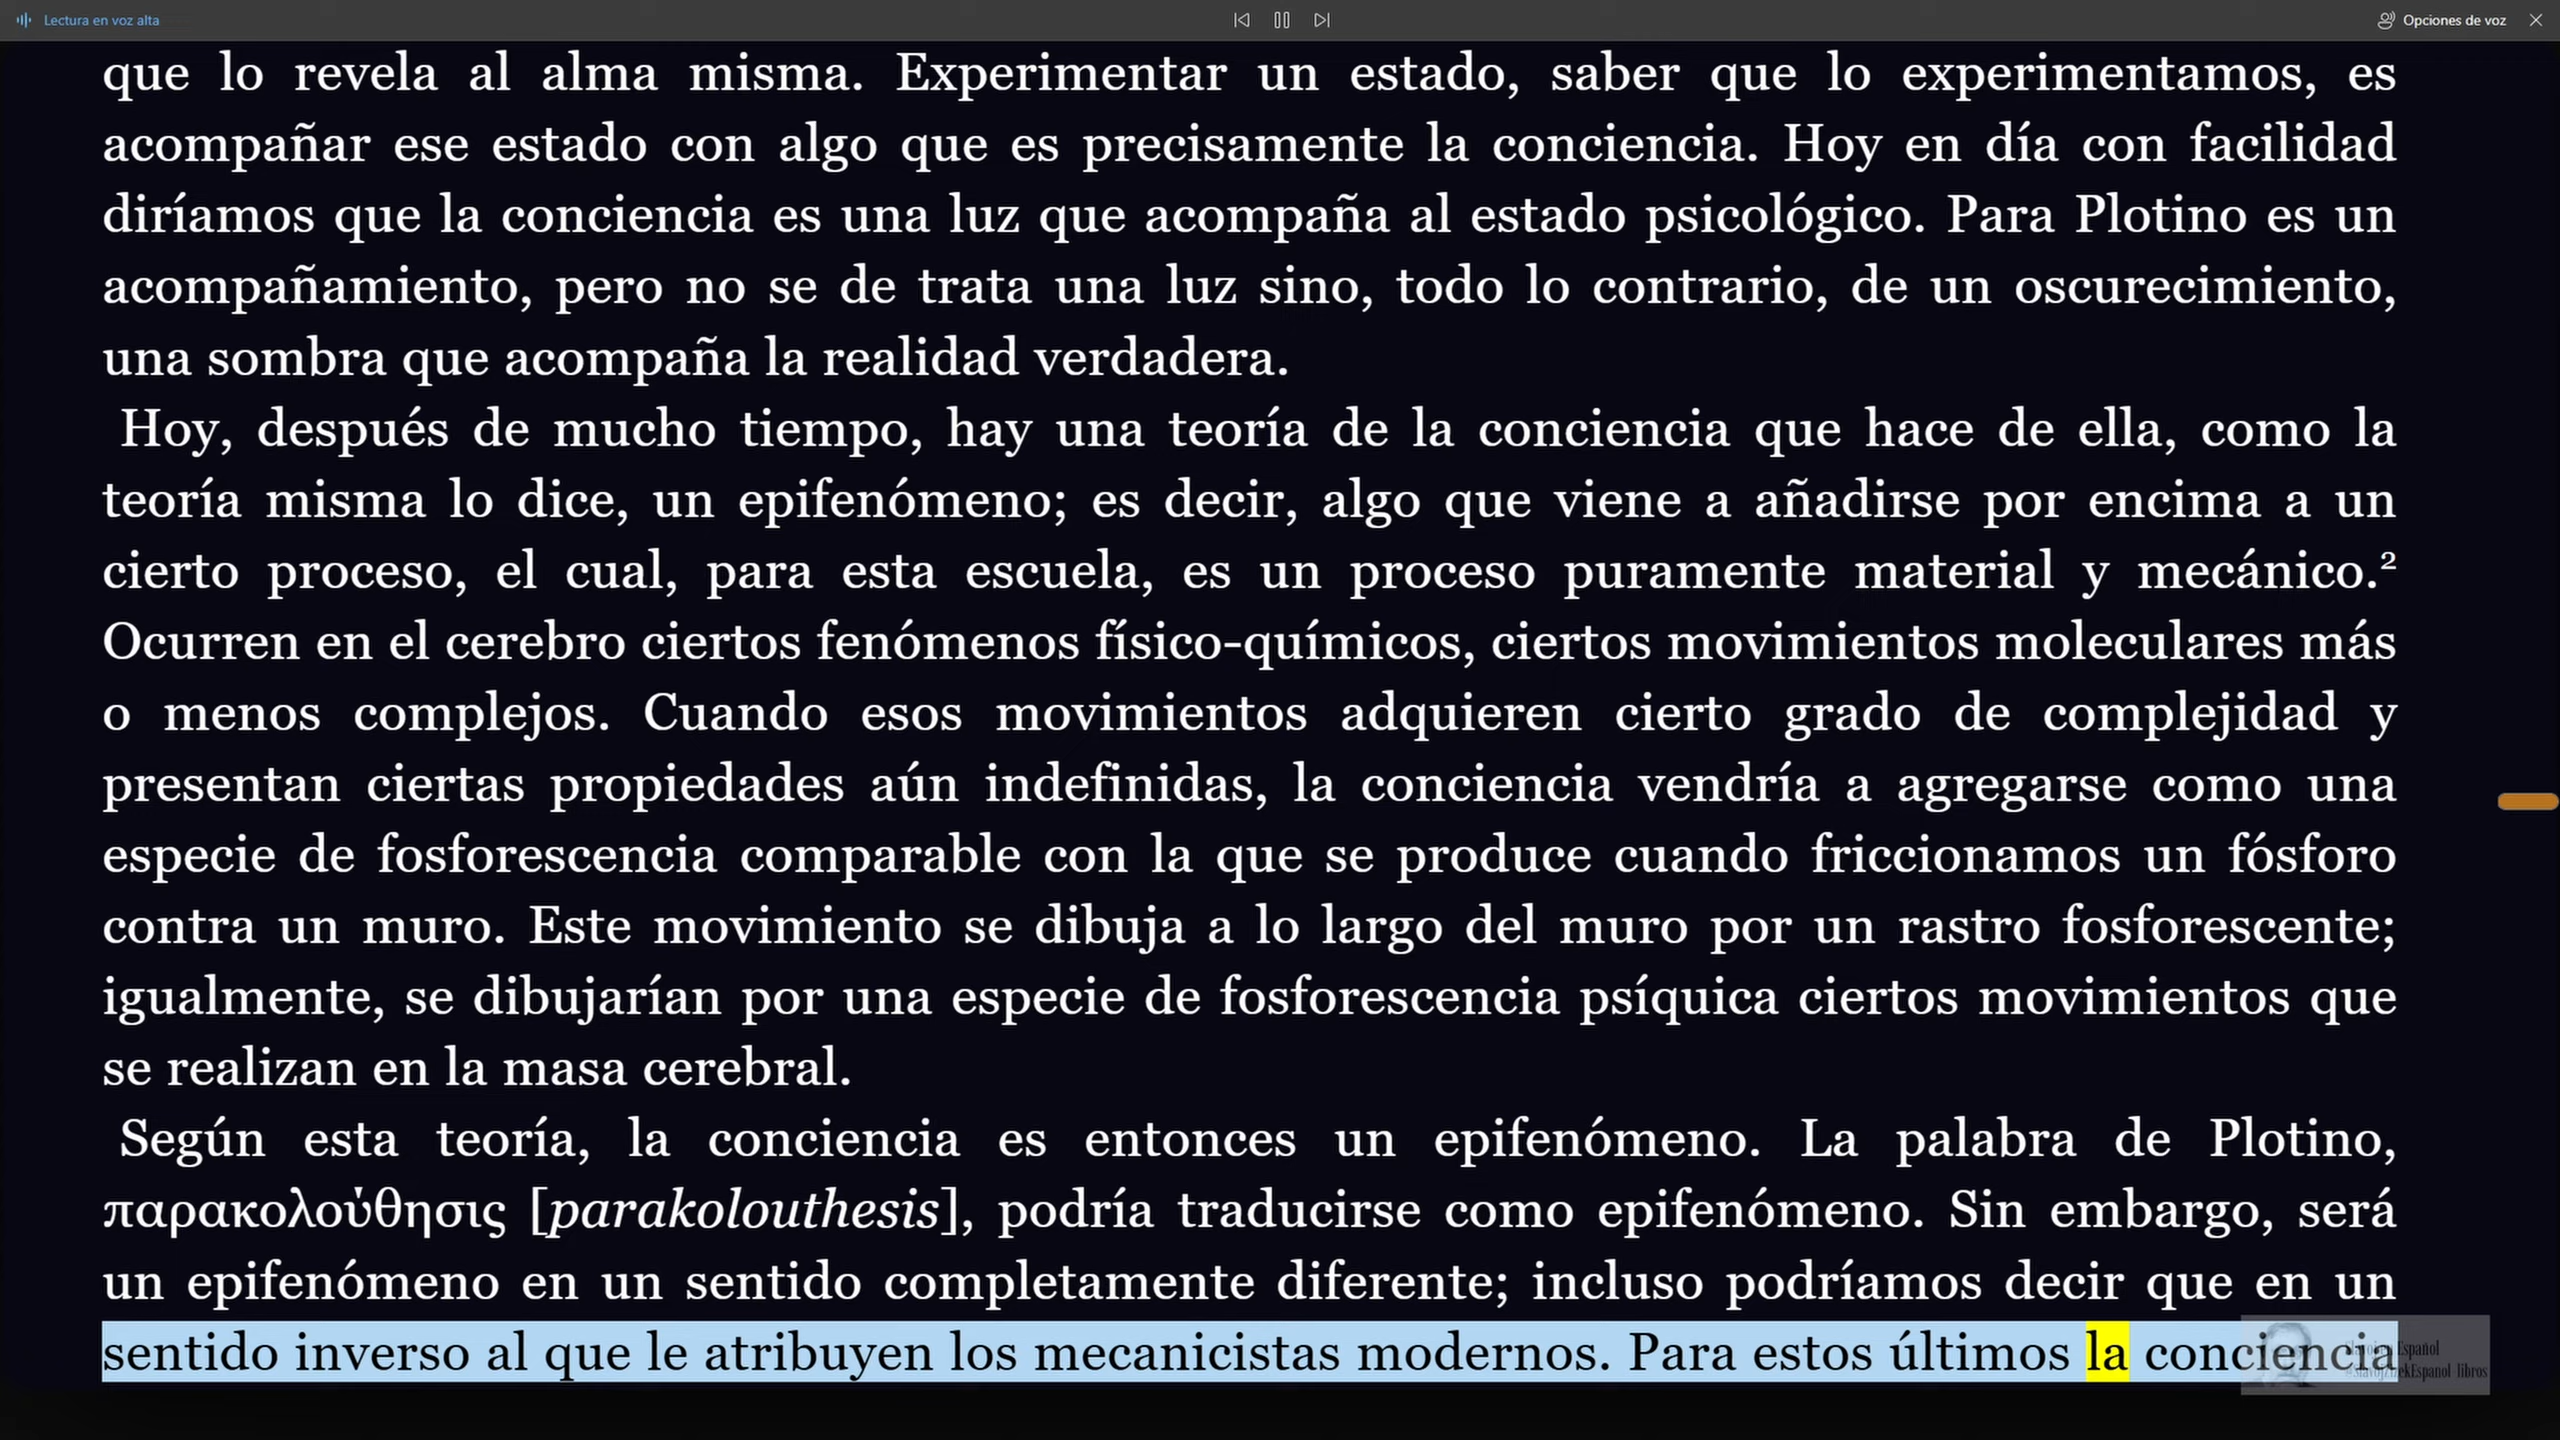 Lectura en voz alta
Opciones de voz
que lo revela al alma misma. Experimentar un estado, saber que lo experimentamos, es
acompañar ese estado con algo que es precisamente la conciencia. Hoy en día con facilidad
diríamos que la conciencia es una luz que acompaña al estado psicológico. Para Plotino es un
acompañamiento, pero no se de trata una luz sino, todo lo contrario, de un oscurecimiento,
una sombra que acompaña la realidad verdadera.
Hoy, después de mucho tiempo, hay una teoría de la conciencia que hace de ella, como la
teoría misma lo dice, un epifenómeno; es decir, algo que viene a añadirse por encima a un
cierto proceso, el cual, para esta escuela, es un proceso puramente material y mecánico.²
Ocurren en el cerebro ciertos fenómenos físico-químicos, ciertos movimientos moleculares más
o menos complejos. Cuando esos movimientos adquieren cierto grado de complejidad y
presentan ciertas propiedades aún indefinidas, la conciencia vendría a agregarse como una
especie de fosforescencia comparable con la que se produce cuando friccionamos un fósforo
contra un muro. Este movimiento se dibuja a lo largo del muro por un rastro fosforescente;
igualmente, se dibujarían por una especie de fosforescencia psíquica ciertos movimientos que
se realizan en la masa cerebral.
Según esta teoría, la conciencia es entonces un epifenómeno. La palabra de Plotino,
παρακολούθησις [parakolouthesis], podría traducirse como epifenómeno. Sin embargo, será
un epifenómeno en un sentido completamente diferente; incluso podríamos decir que en un
sentido inverso al que le atribuyen los mecanicistas modernos. Para estos últimos la conciencia
Español